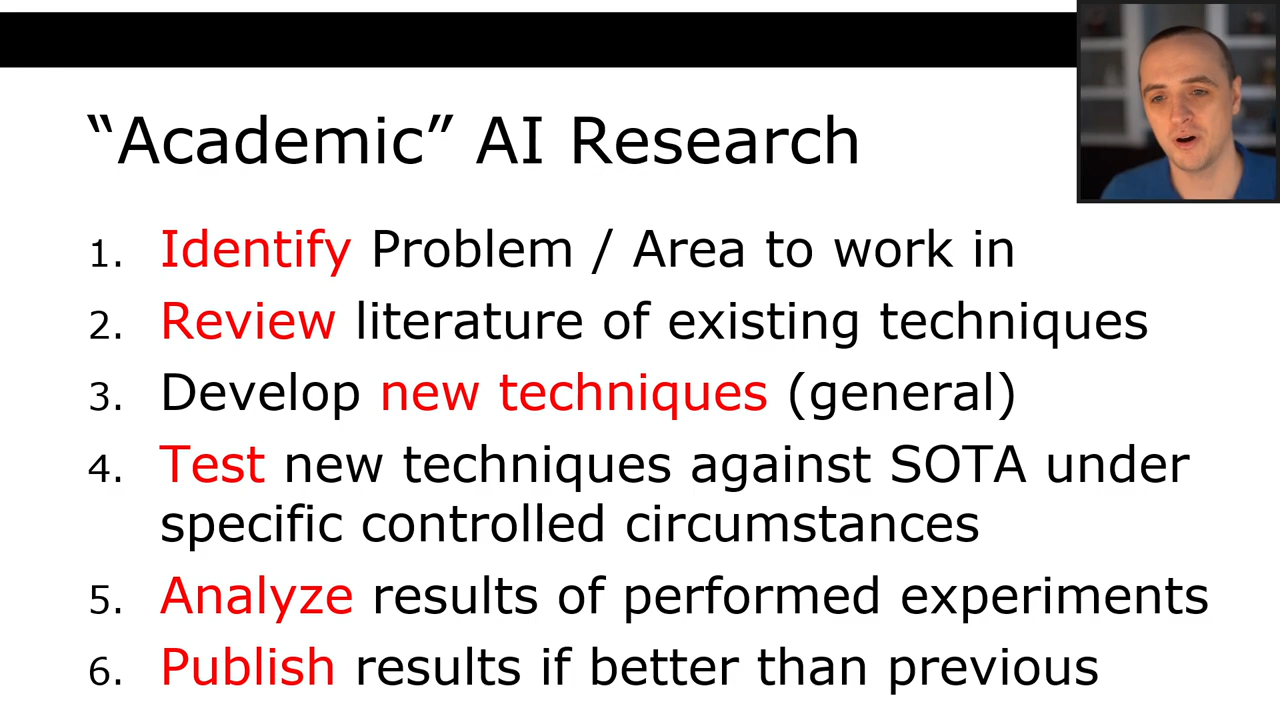 “Academic” AI Research
1. Identify Problem / Area to work in
2. Review literature of existing techniques
3. Develop new techniques (general)
4. Test new techniques against SOTA under
specific controlled circumstances
5. Analyze results of performed experiments
6. Publish results if better than previous